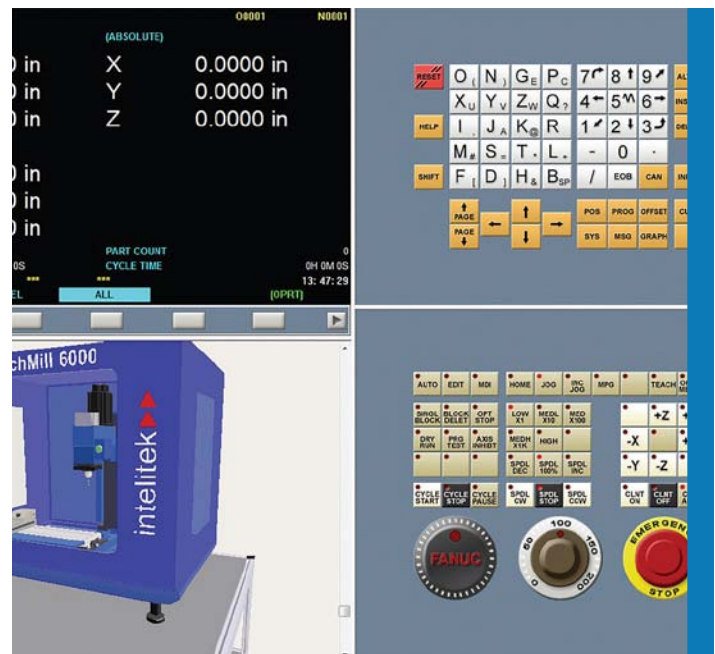 O0001 N0001
(ABSOLUTE)
in X 0.0000 in
in Y 0.0000 in
in Z 0.0000 in
in
in
in
PART COUNT 0
0S CYCLE TIME 0H 0M 0S
*** *** 13:47:29
EL ALL [OPRT]
RESET O ( N ) G E P C 7 8 9 AL
X U Y V Z W Q ? 4 5 6 INS
HELP I , J A K @ R 1 2 3 DEL
M # S = T * L + - 0 .
SHIFT F [ D ] H & B SP / EOB CAN IN
PAGE POS PROG OFFSET CU
PAGE SYS MSG GRAPH
chMill 6000
intelitek
AUTO EDIT MDI HOME JOG INC JOG MPG TEACH
SINGL BLOCK BLOCK DELET OPT STOP LOW X1 MEDL X10 MED X100 +Z
DRY RUN PRG TEST AXIS INHIBT MEDH X1K HIGH -X
SPDL DEC SPDL 100% SPDL INC -Y -Z
CYCLE START CYCLE STOP CYCLE PAUSE SPDL CW SPDL STOP SPDL CCW CLNT ON CLNT OFF
FANUC 0 50 100 150 200 EMERGEN
STOP